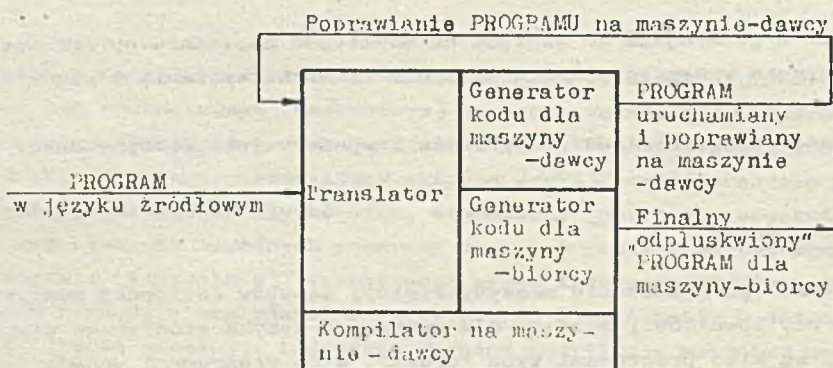 Poprawianie PROGRAMU na maszynie-dawcy
PROGRAM
w języku źródłowym
Translator
Generator
kodu dla
maszyny
-dawcy
Generator
kodu dla
maszyny
-biorcy
Kompilator na maszy-
nie-dawcy
PROGRAM
uruchamiany
i poprawiany
na maszynie
-dawcy
Finalny
„odpluskwiony"
PROGRAM dla
maszyny-biorcy